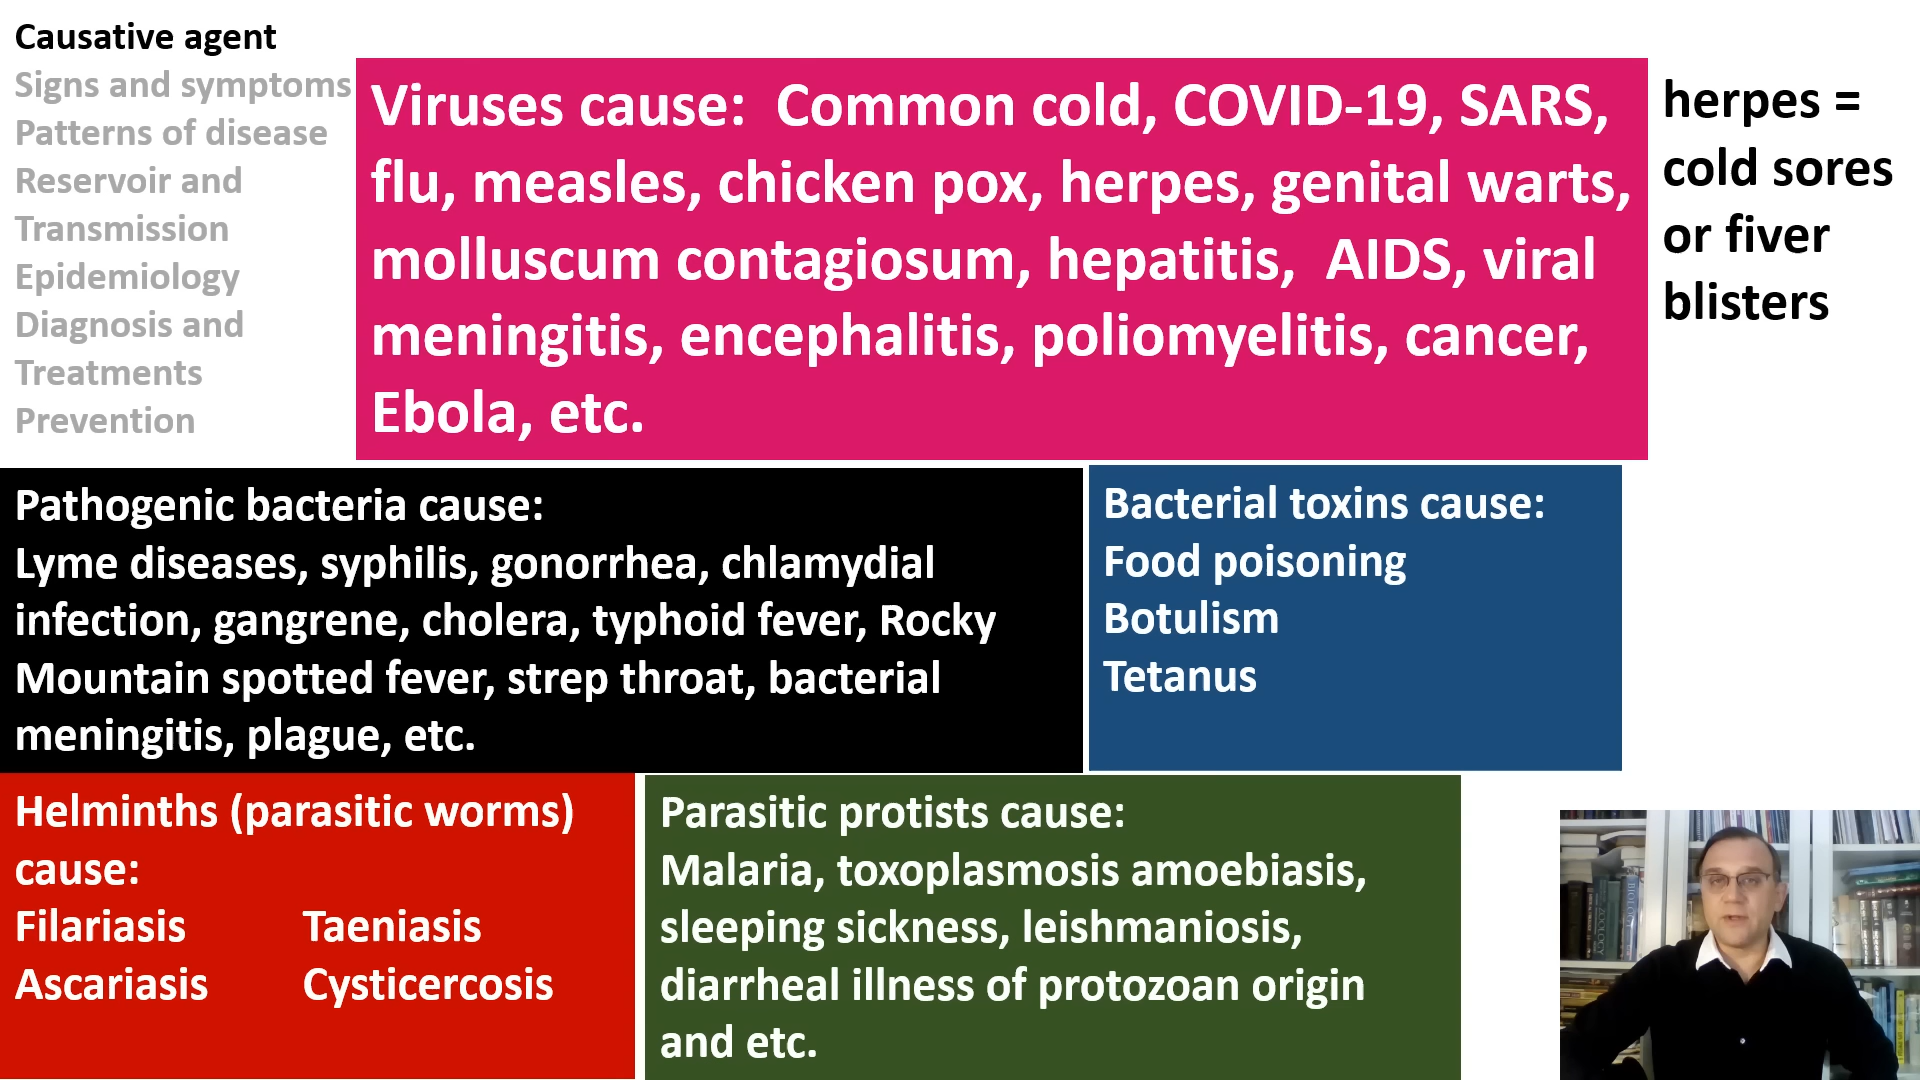 Causative agent
Signs and symptoms
Patterns of disease
Reservoir and
Transmission
Epidemiology
Diagnosis and
Treatments
Prevention
Viruses cause:  Common cold, COVID-19, SARS,
flu, measles, chicken pox, herpes, genital warts,
molluscum contagiosum, hepatitis,  AIDS, viral
meningitis, encephalitis, poliomyelitis, cancer,
Ebola, etc.
herpes =
cold sores
or fiver
blisters
Pathogenic bacteria cause:
Lyme diseases, syphilis, gonorrhea, chlamydial
infection, gangrene, cholera, typhoid fever, Rocky
Mountain spotted fever, strep throat, bacterial
meningitis, plague, etc.
Bacterial toxins cause:
Food poisoning
Botulism
Tetanus
Helminths (parasitic worms)
cause:
Filariasis Taeniasis
Ascariasis Cysticercosis
Parasitic protists cause:
Malaria, toxoplasmosis amoebiasis,
sleeping sickness, leishmaniosis,
diarrheal illness of protozoan origin
and etc.